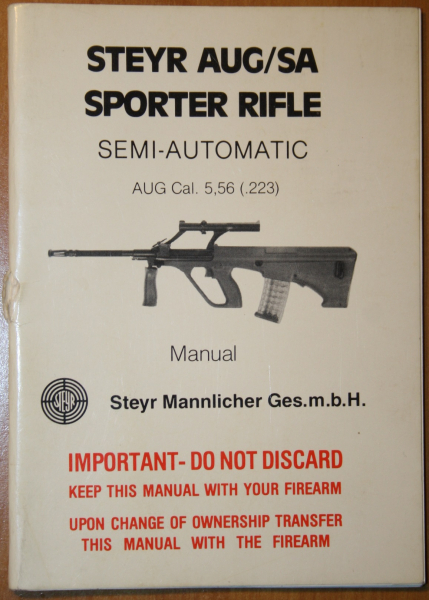 STEYR AUG/SA
SPORTER RIFLE
SEMI-AUTOMATIC
AUG Cal. 5,56 (.223)
Manual
STEYR
Steyr Mannlicher Ges.m.b.H.
IMPORTANT- DO NOT DISCARD
KEEP THIS MANUAL WITH YOUR FIREARM
UPON CHANGE OF OWNERSHIP TRANSFER
THIS MANUAL WITH THE FIREARM